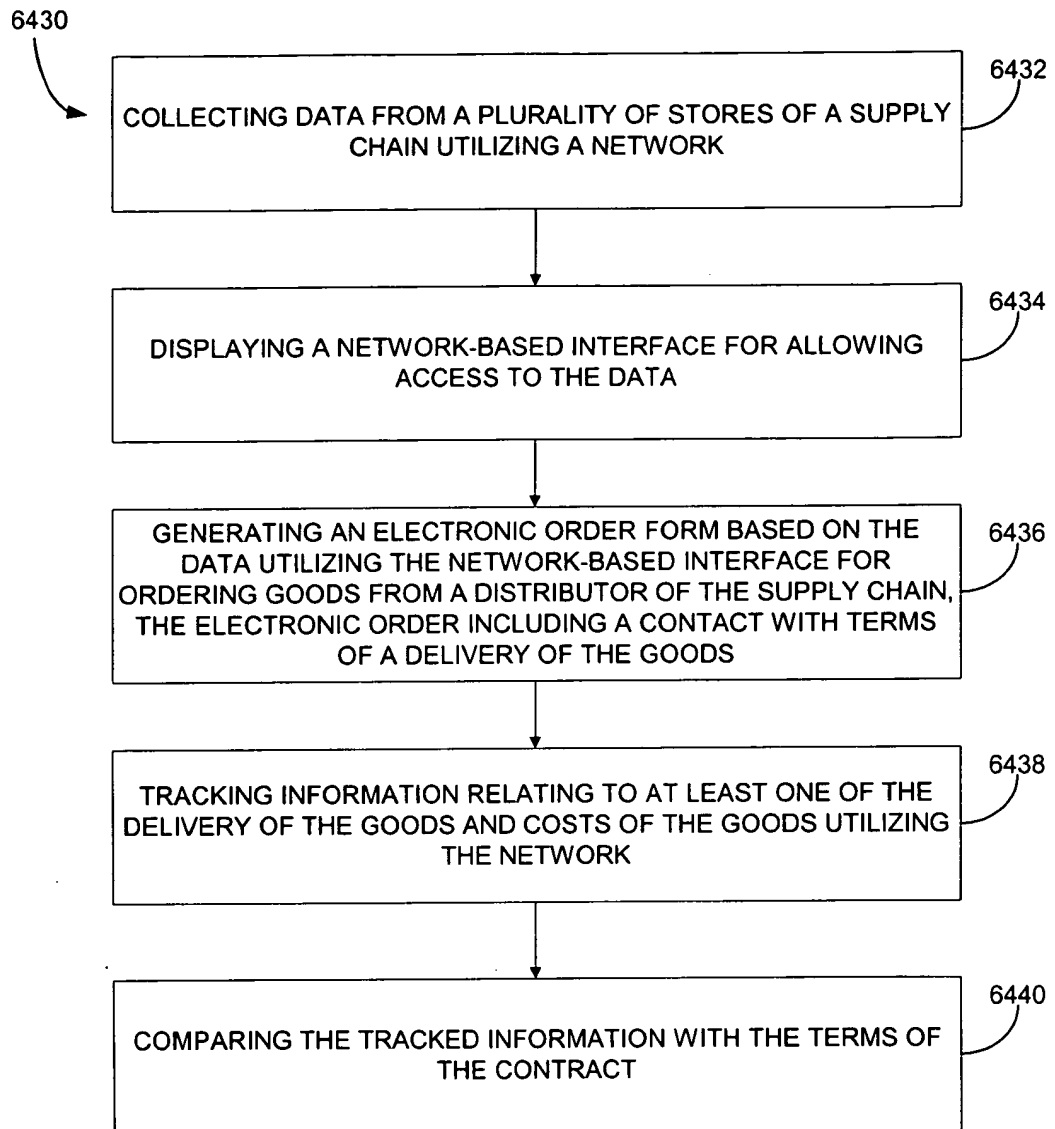 6430
6432
COLLECTING DATA FROM A PLURALITY OF STORES OF A SUPPLY
CHAIN UTILIZING A NETWORK
6434
DISPLAYING A NETWORK-BASED INTERFACE FOR ALLOWING
ACCESS TO THE DATA
6436
GENERATING AN ELECTRONIC ORDER FORM BASED ON THE
DATA UTILIZING THE NETWORK-BASED INTERFACE FOR
ORDERING GOODS FROM A DISTRIBUTOR OF THE SUPPLY CHAIN,
THE ELECTRONIC ORDER INCLUDING A CONTACT WITH TERMS
OF A DELIVERY OF THE GOODS
6438
TRACKING INFORMATION RELATING TO AT LEAST ONE OF THE
DELIVERY OF THE GOODS AND COSTS OF THE GOODS UTILIZING
THE NETWORK
6440
COMPARING THE TRACKED INFORMATION WITH THE TERMS OF
THE CONTRACT